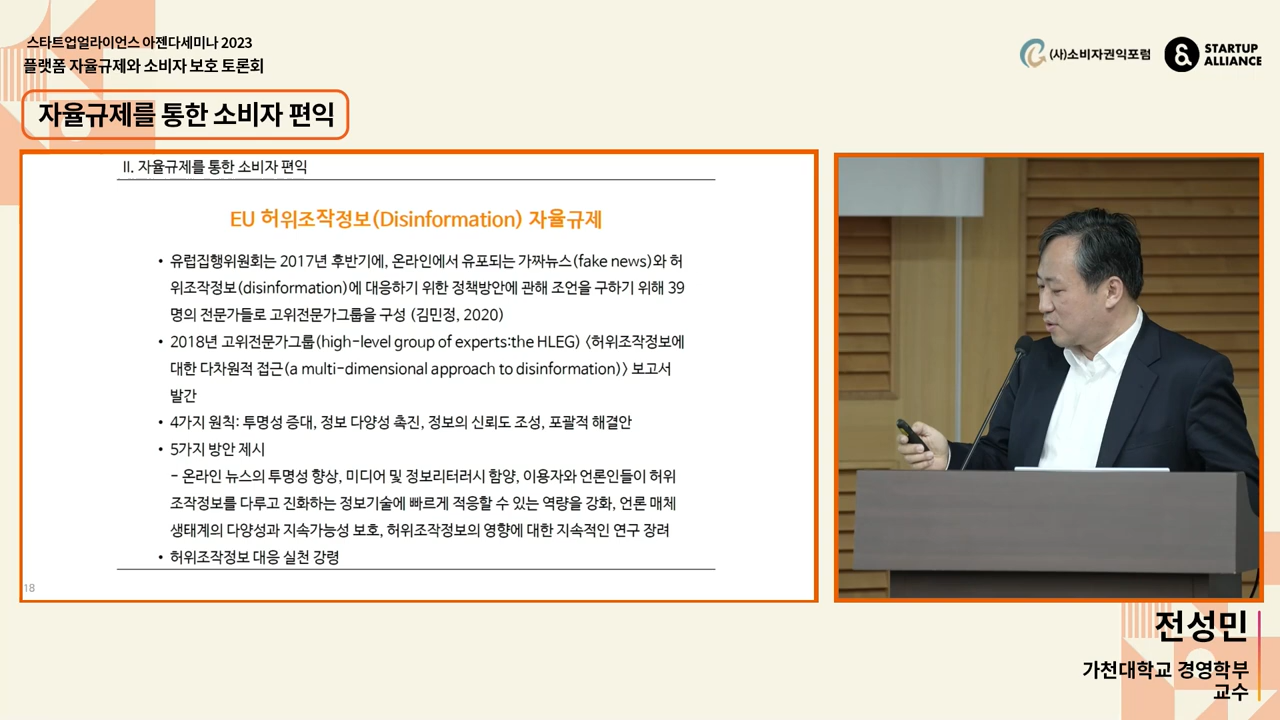 스타트업얼라이언스 아젠다세미나 2023
플랫폼 자율규제와 소비자 보호 토론회
(사)소비자권익포럼
STARTUP
ALLIANCE
자율규제를 통한 소비자 편익
II. 자율규제를 통한 소비자 편익
EU 허위조작정보(Disinformation) 자율규제
• 유럽집행위원회는 2017년 후반기에, 온라인에서 유포되는 가짜뉴스(fake news)와 허
위조작정보(disinformation)에 대응하기 위한 정책방안에 관해 조언을 구하기 위해 39
명의 전문가들로 고위전문가그룹을 구성 (김민정, 2020)
• 2018년 고위전문가그룹(high-level group of experts:the HLEG) 〈허위조작정보에
대한 다차원적 접근(a multi-dimensional approach to disinformation)〉 보고서
발간
• 4가지 원칙: 투명성 증대, 정보 다양성 촉진, 정보의 신뢰도 조성, 포괄적 해결안
• 5가지 방안 제시
- 온라인 뉴스의 투명성 향상, 미디어 및 정보리터러시 함양, 이용자와 언론인들이 허위
조작정보를 다루고 진화하는 정보기술에 빠르게 적응할 수 있는 역량을 강화, 언론 매체
생태계의 다양성과 지속가능성 보호, 허위조작정보의 영향에 대한 지속적인 연구 장려
• 허위조작정보 대응 실천 강령
18
전성민
가천대학교 경영학부
교수